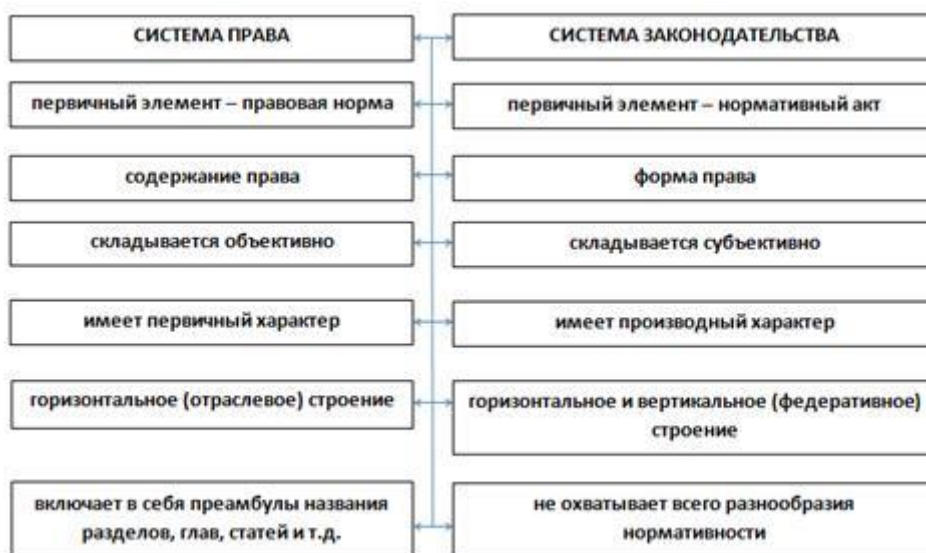 СИСТЕМА ПРАВА
СИСТЕМА ЗАКОНОДАТЕЛЬСТВА
первичный элемент – правовая норма
первичный элемент – нормативный акт
содержание права
форма права
складывается объективно
складывается субъективно
имеет первичный характер
имеет производный характер
горизонтальное (отраслевое) строение
горизонтальное и вертикальное (федеративное)
строение
включает в себя преамбулы названия
разделов, глав, статей и т.д.
не охватывает всего разнообразия
нормативности